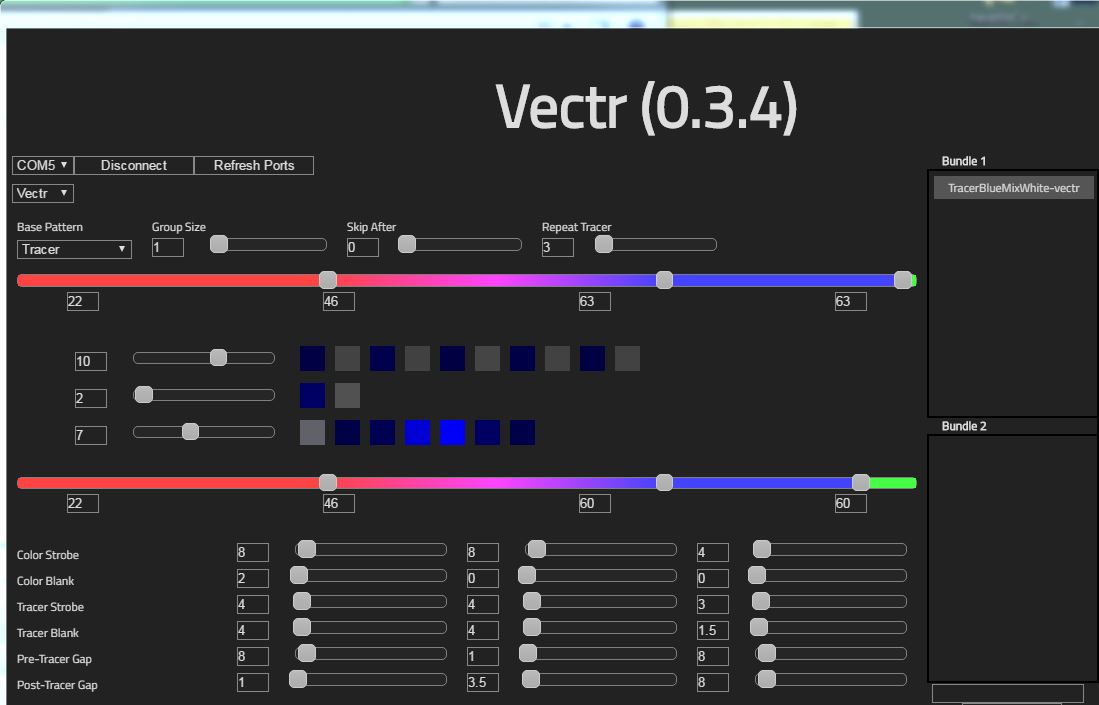 Vectr (0.3.4)
COM5 Disconnect Refresh Ports
Vectr
Bundle 1
TracerBlueMixWhite-vectr
Base Pattern Group Size Skip After Repeat Tracer
Tracer 1 0 3
22 46 63 63
10
2
7
Bundle 2
22 46 60 60
Color Strobe 8 8 4
Color Blank 2 0 0
Tracer Strobe 4 4 3
Tracer Blank 4 4 1.5
Pre-Tracer Gap 8 1 8
Post-Tracer Gap 1 3.5 8